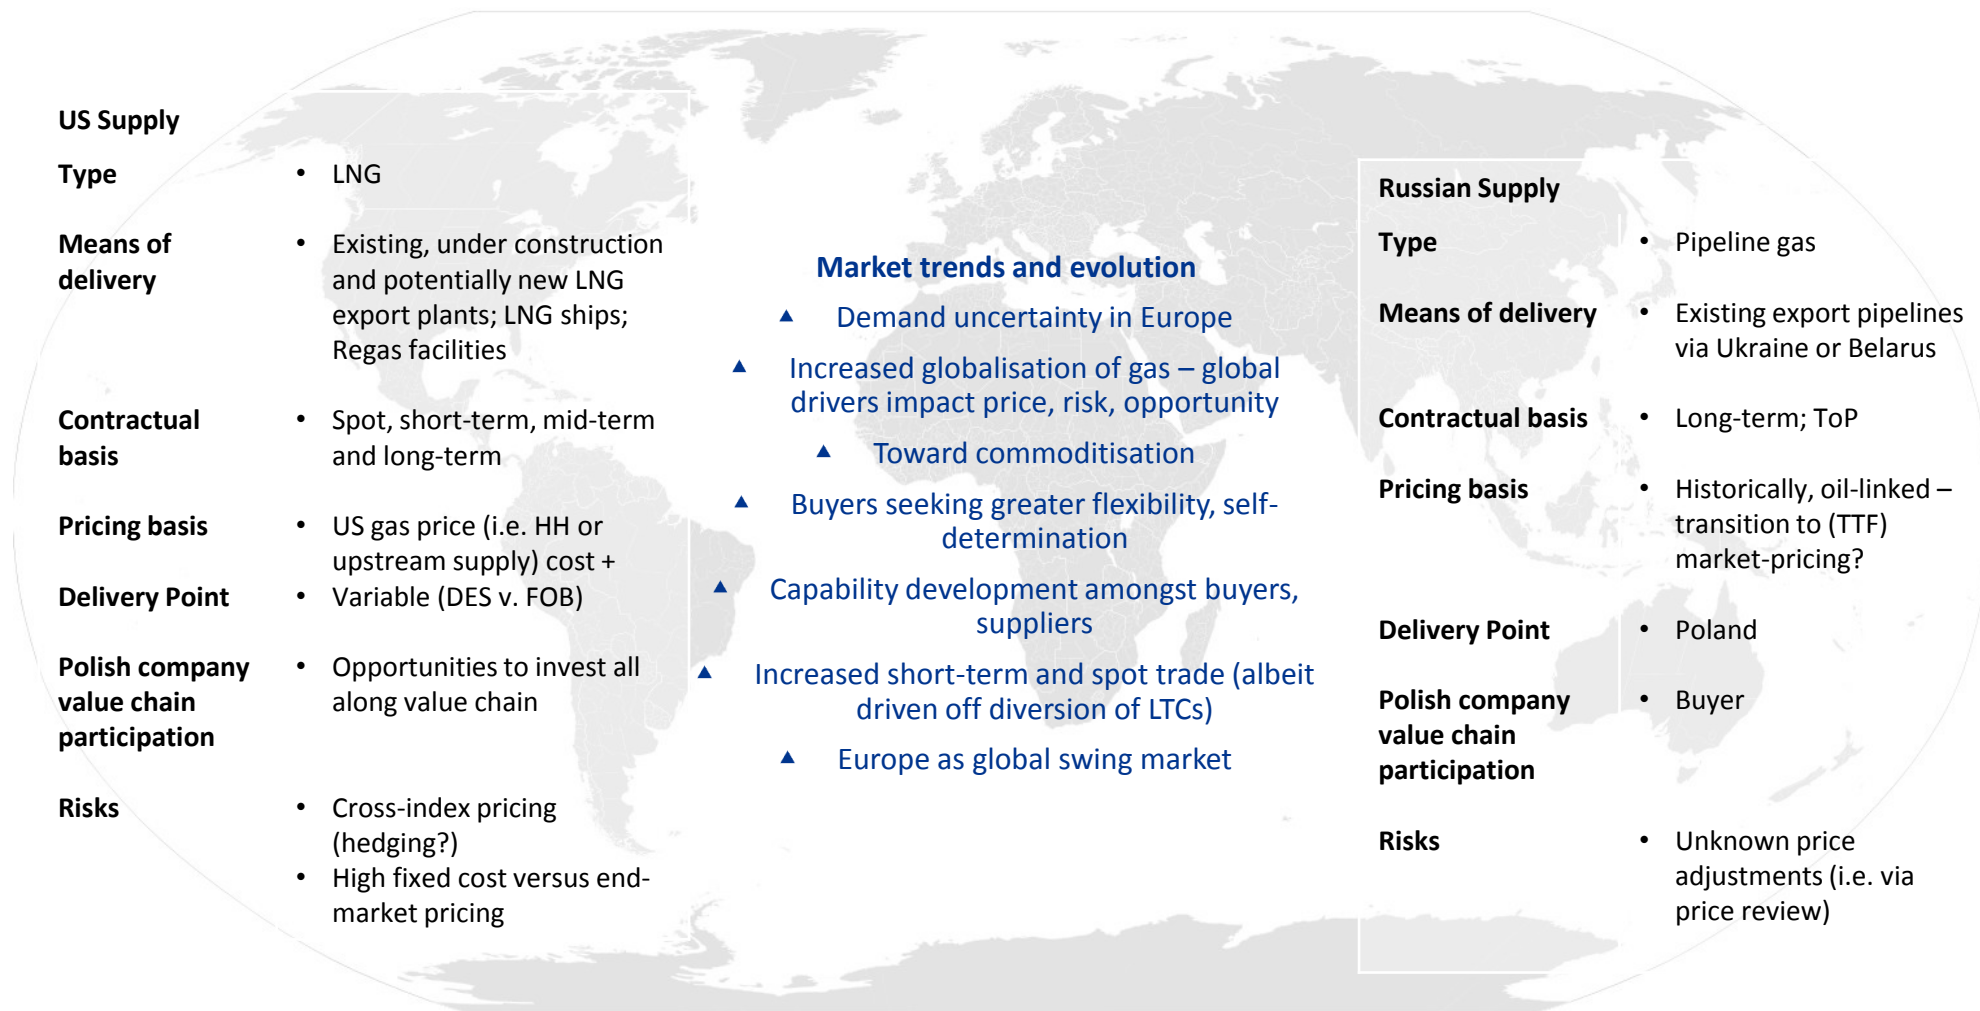 US Supply
Type
• LNG
Means of
delivery
• Existing, under construction
and potentially new LNG
export plants; LNG ships;
Regas facilities
Contractual
basis
• Spot, short-term, mid-term
and long-term
Pricing basis
• US gas price (i.e. HH or
upstream supply) cost +
Delivery Point
• Variable (DES v. FOB)
Polish company
value chain
participation
• Opportunities to invest all
along value chain
Risks
• Cross-index pricing
(hedging?)
• High fixed cost versus end-
market pricing
Market trends and evolution
▲ Demand uncertainty in Europe
▲ Increased globalisation of gas – global
drivers impact price, risk, opportunity
▲ Toward commoditisation
▲ Buyers seeking greater flexibility, self-
determination
▲ Capability development amongst buyers,
suppliers
▲ Increased short-term and spot trade (albeit
driven off diversion of LTCs)
▲ Europe as global swing market
Russian Supply
Type
• Pipeline gas
Means of delivery
• Existing export pipelines
via Ukraine or Belarus
Contractual basis
• Long-term; ToP
Pricing basis
• Historically, oil-linked –
transition to (TTF)
market-pricing?
Delivery Point
• Poland
Polish company
value chain
participation
• Buyer
Risks
• Unknown price
adjustments (i.e. via
price review)